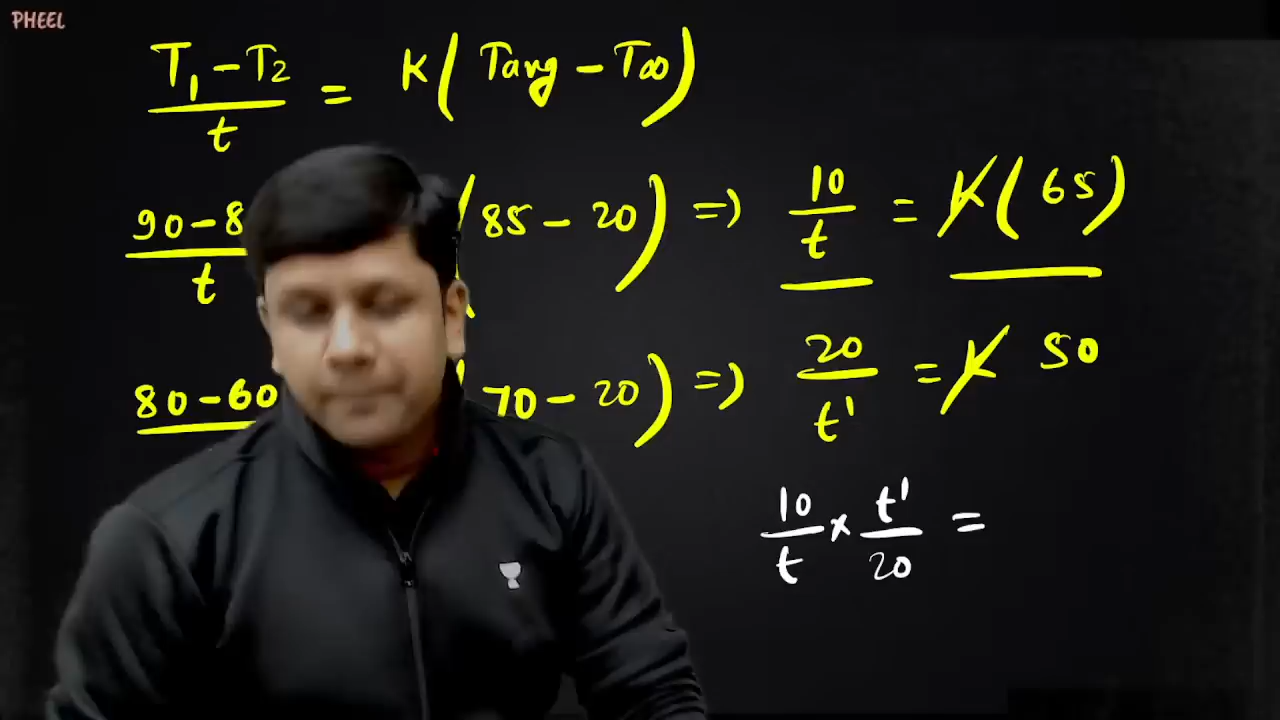 PHEEL
T₁ - T₂ / t = K ( Tavg - T∞ )
90 - 8 / t ( 85 - 20 ) => 10 / t = K ( 65 )
80 - 60 ( 70 - 20 ) => 20 / t' = K 50
10 / t × t' / 20 =